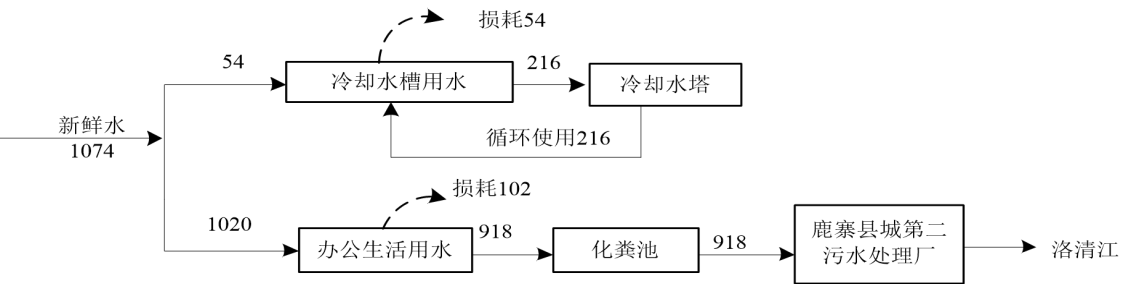 损耗54
54
冷却水槽用水
216
冷却水塔
新鲜水
1074
循环使用216
损耗102
1020
办公生活用水
918
化粪池
918
鹿寨县城第二
污水处理厂
洛清江